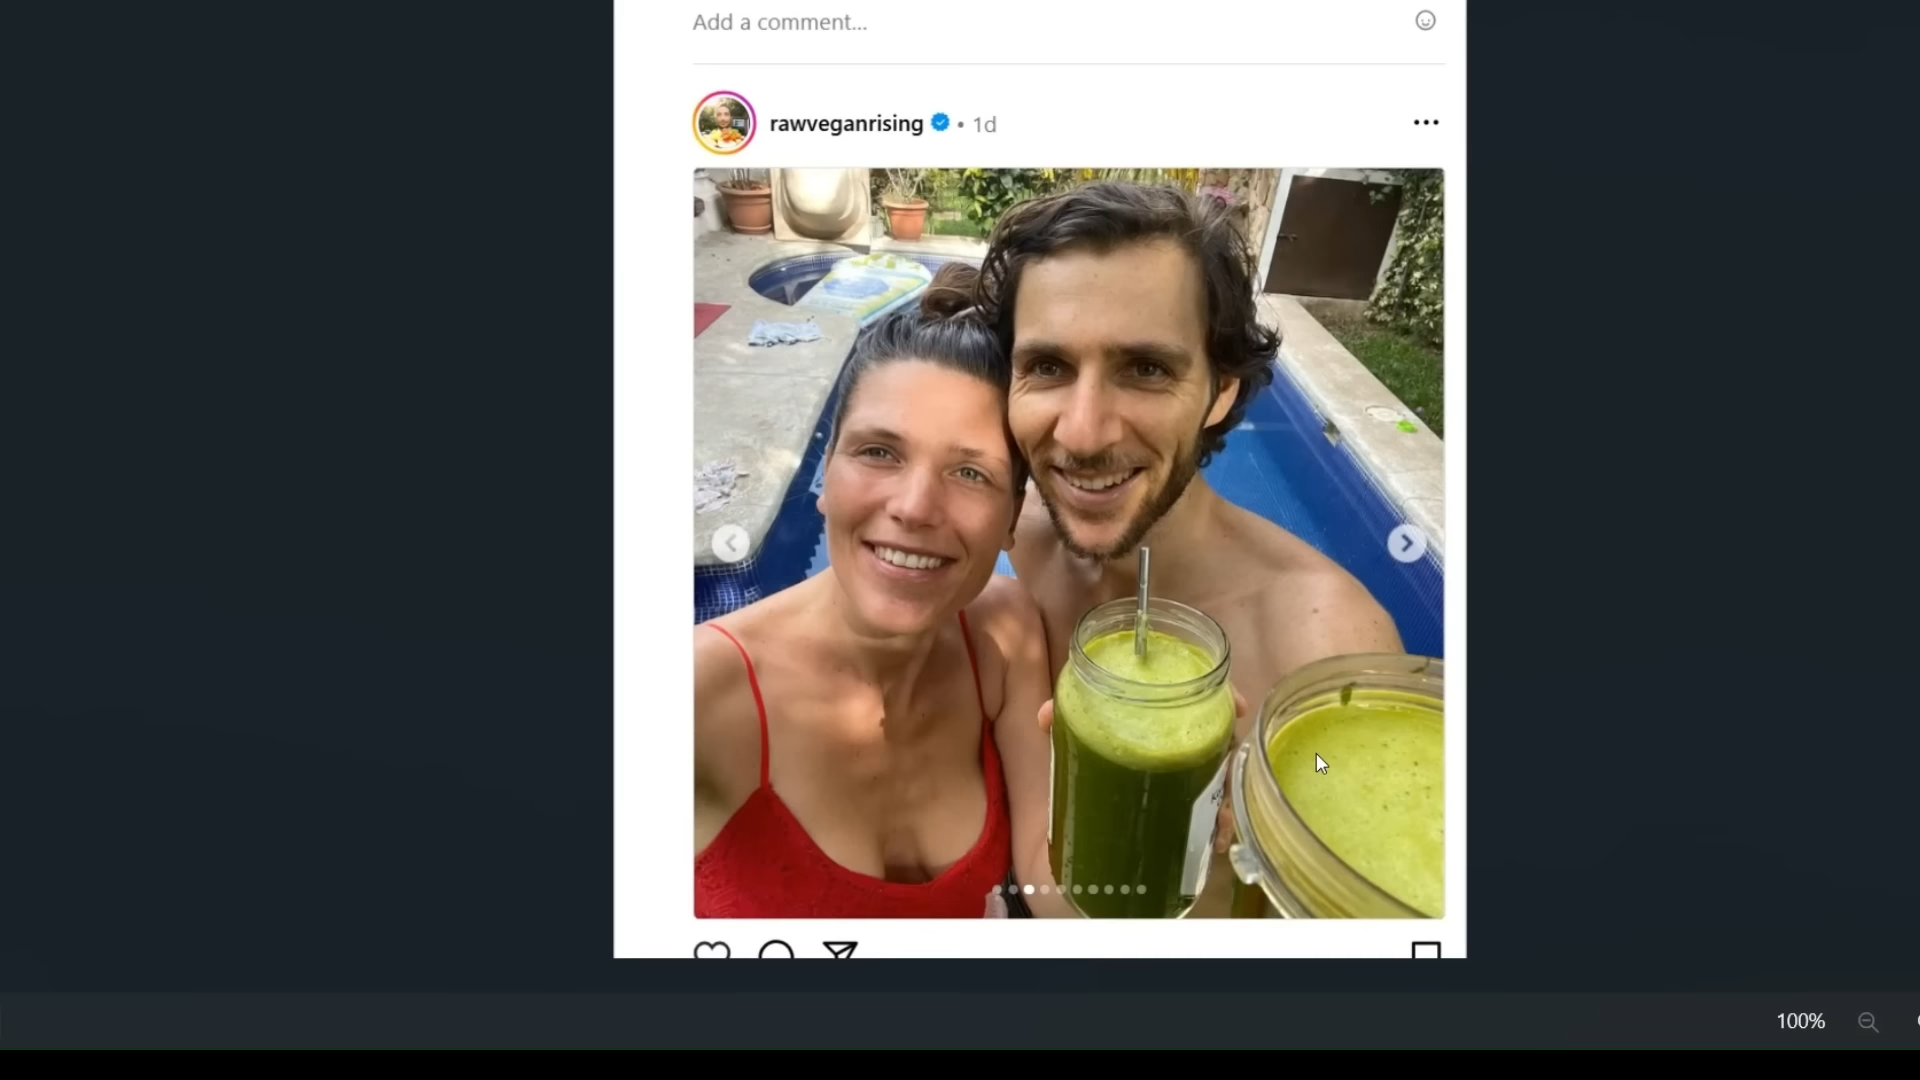 Add a comment...
rawveganrising • 1d
100%